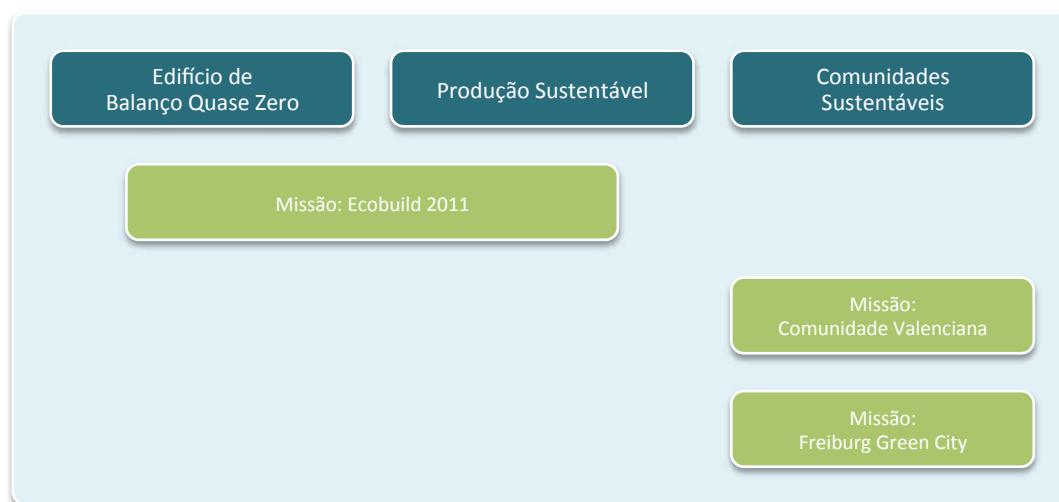 Edifício de
Balanço Quase Zero
Produção Sustentável
Comunidades
Sustentáveis
Missão: Ecobuild 2011
Missão:
Comunidade Valenciana
Missão:
Freiburg Green City